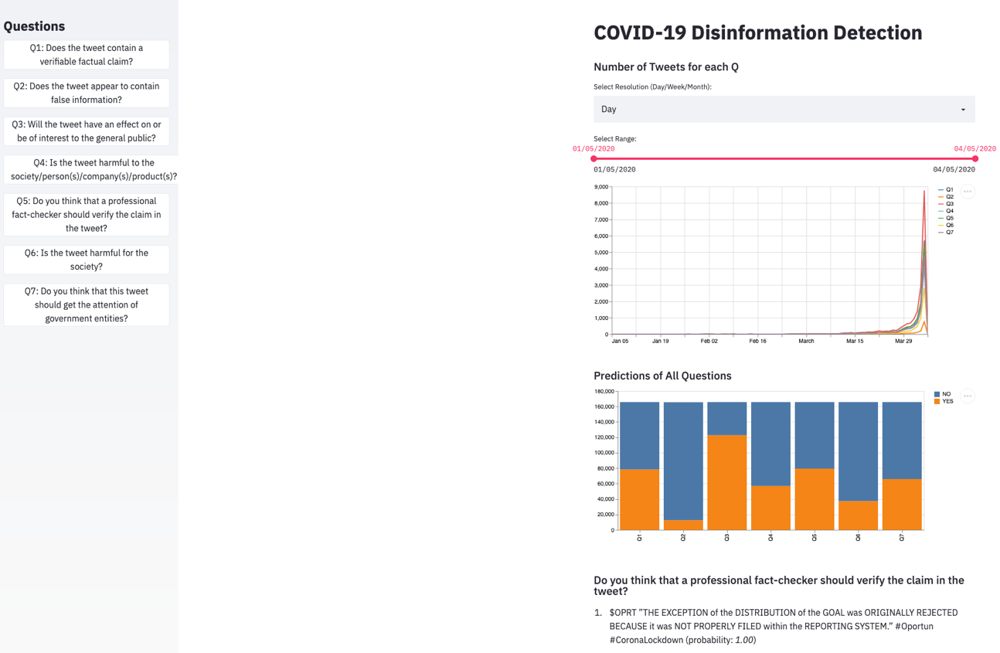 Questions
Q1: Does the tweet contain a
verifiable factual claim?
Q2: Does the tweet appear to contain
false information?
Q3: Will the tweet have an effect on or
be of interest to the general public?
Q4: Is the tweet harmful to the
society/person(s)/company(s)/product(s)?
Q5: Do you think that a professional
fact-checker should verify the claim in
the tweet?
Q6: Is the tweet harmful for the
society?
Q7: Do you think that this tweet
should get the attention of
government entities?
COVID-19 Disinformation Detection
Number of Tweets for each Q
Select Resolution (Day/Week/Month):
Day
Select Range:
01/05/2020 04/05/2020
01/05/2020 04/05/2020
9,000
8,000
7,000
6,000
5,000
4,000
3,000
2,000
1,000
0
Jan 05 Jan 19 Feb 02 Feb 16 March Mar 15 Mar 29
Q1
Q2
Q3
Q4
Q5
Q6
Q7
Predictions of All Questions
180,000
160,000
140,000
120,000
100,000
80,000
60,000
40,000
20,000
0
Q1 Q2 Q3 Q4 Q5 Q6 Q7
NO
YES
Do you think that a professional fact-checker should verify the claim in the
tweet?
1. $OPRT ”THE EXCEPTION of the DISTRIBUTION of the GOAL was ORIGINALLY REJECTED
BECAUSE it was NOT PROPERLY FILED within the REPORTING SYSTEM.” #Oportun
#CoronaLockdown (probability: 1.00)